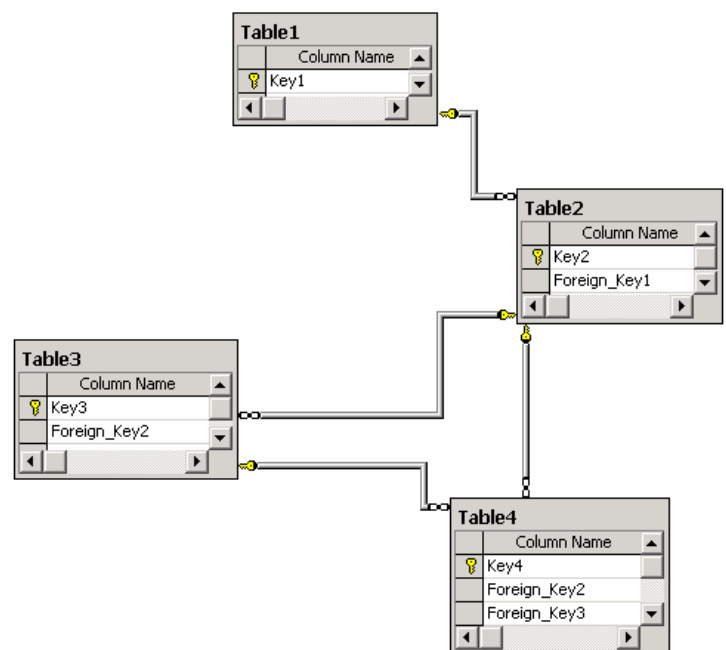 Table1
Column Name
Key1
Table2
Column Name
Key2
Foreign_Key1
Table3
Column Name
Key3
Foreign_Key2
Table4
Column Name
Key4
Foreign_Key2
Foreign_Key3